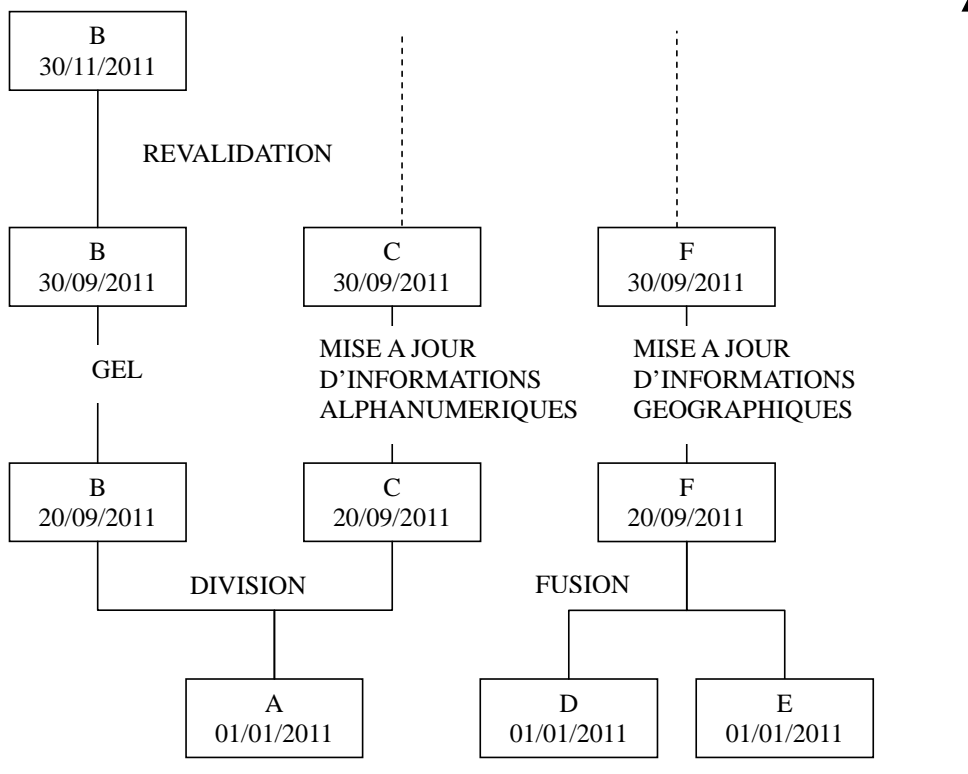 B
30/11/2011
REVALIDATION
B
30/09/2011
C
30/09/2011
F
30/09/2011
GEL
MISE A JOUR
D'INFORMATIONS
ALPHANUMERIQUES
MISE A JOUR
D'INFORMATIONS
GEOGRAPHIQUES
B
20/09/2011
C
20/09/2011
F
20/09/2011
DIVISION
FUSION
A
01/01/2011
D
01/01/2011
E
01/01/2011